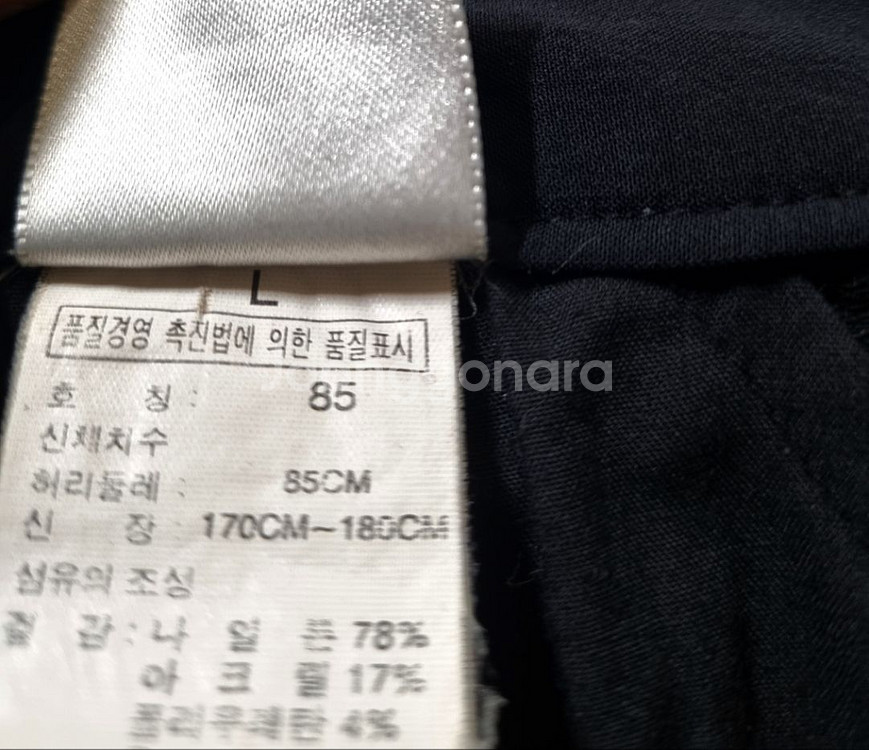 L
품질경영 촉진법에 의한 품질표시
호 칭 : 85
신체치수
허리둘레 : 85CM
신 장 : 170CM~180CM
섬유의 조성
겉 감 : 나 일 론 78%
아 크 릴 17%
폴리우레탄 4%
onara